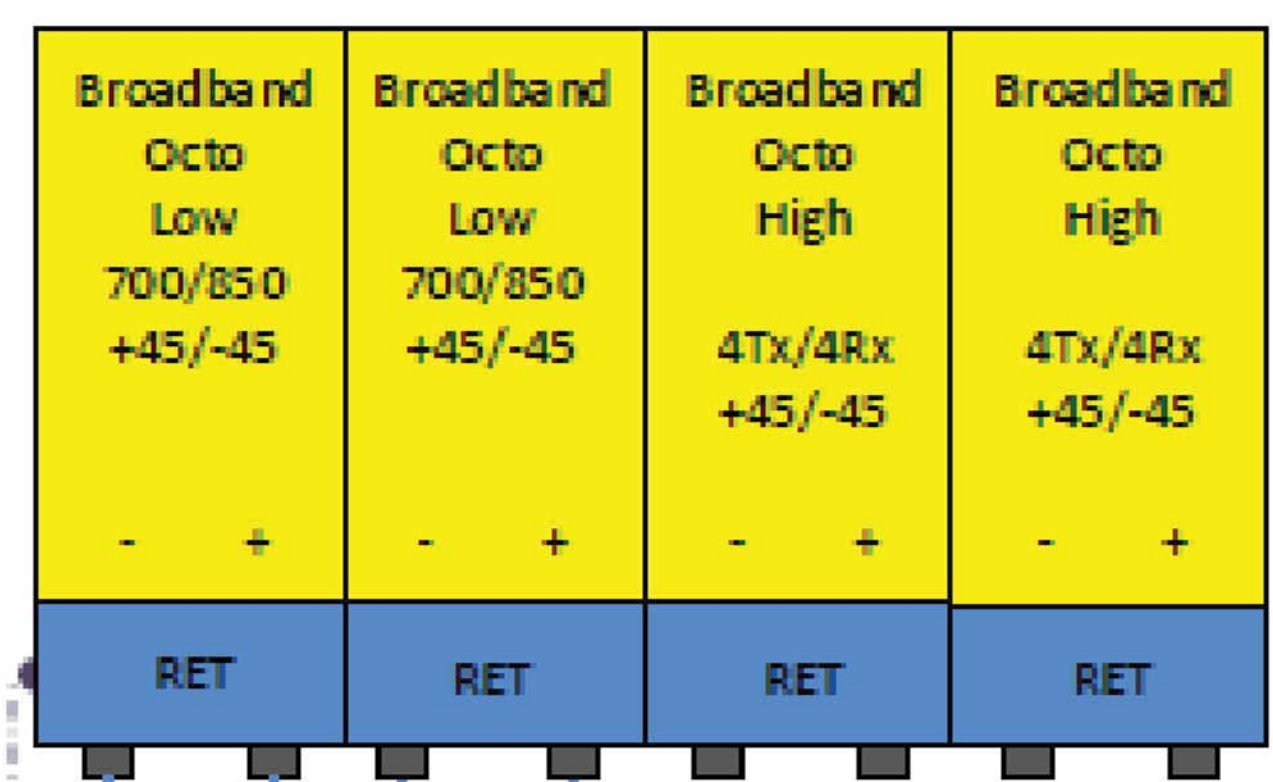 Broadband
Octo
Low
700/850
+45/-45
- +
RET
Broadband
Octo
Low
700/850
+45/-45
- +
RET
Broadband
Octo
High
4Tx/4Rx
+45/-45
- +
RET
Broadband
Octo
High
4Tx/4Rx
+45/-45
- +
RET